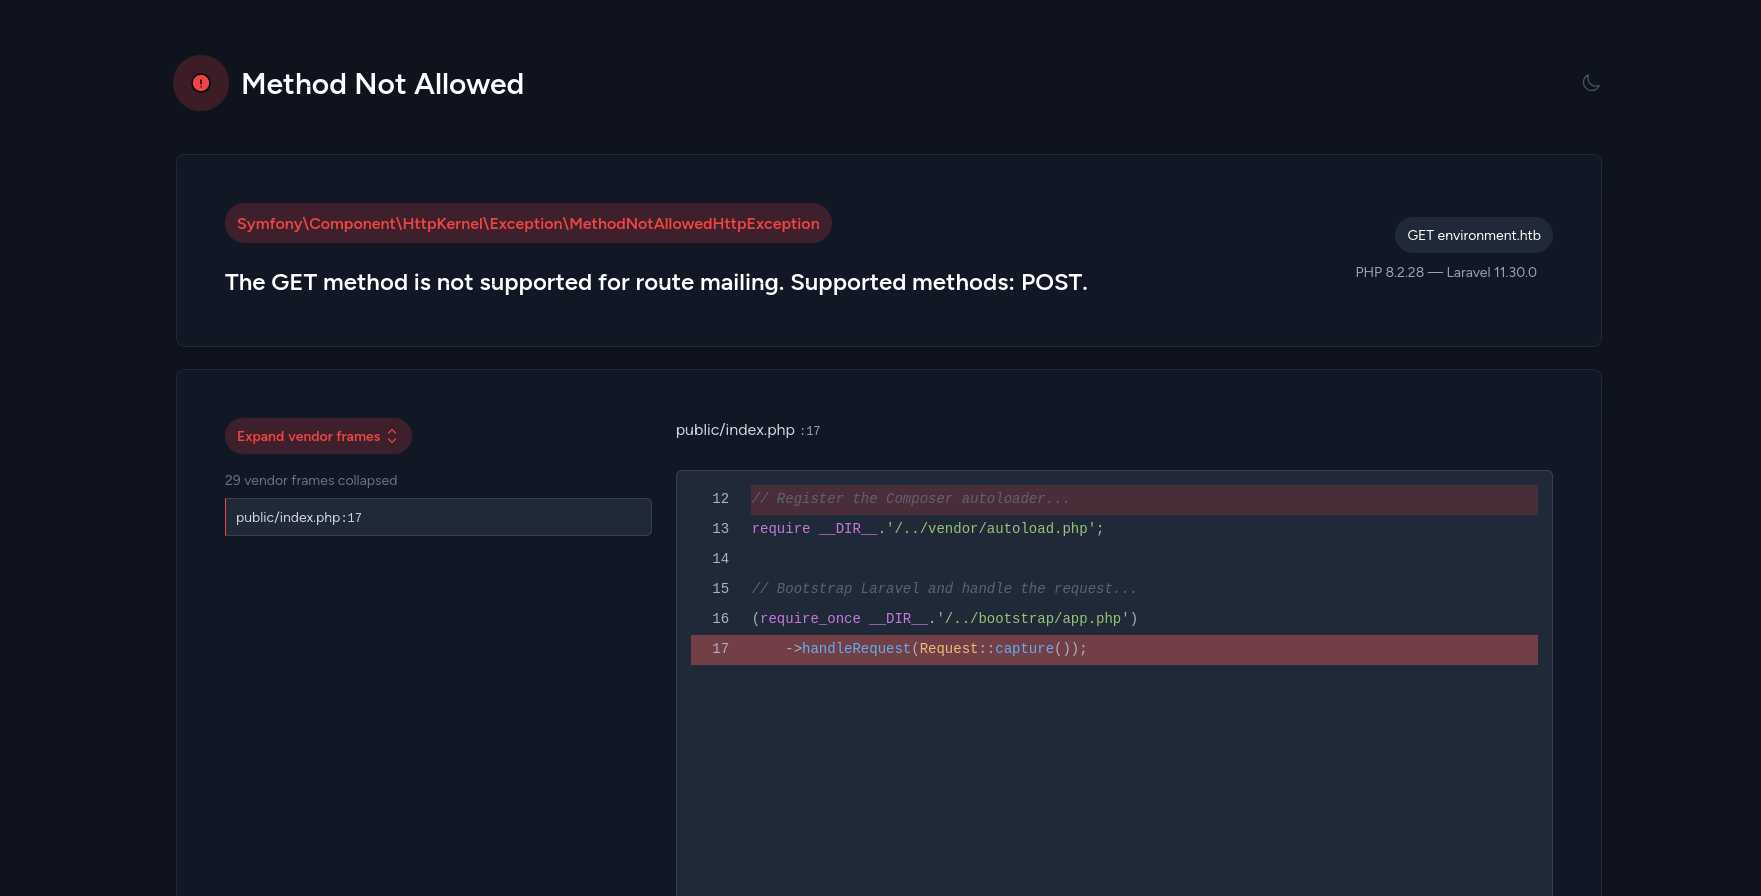 Method Not Allowed
Symfony\Component\HttpKernel\Exception\MethodNotAllowedHttpException
The GET method is not supported for route mailing. Supported methods: POST.
GET environment.htb
PHP 8.2.28 — Laravel 11.30.0
Expand vendor frames
29 vendor frames collapsed
public/index.php:17
public/index.php :17
12 // Register the Composer autoloader...
13 require __DIR__.'/../vendor/autoload.php';
14
15 // Bootstrap Laravel and handle the request...
16 (require_once __DIR__.'/../bootstrap/app.php')
17     ->handleRequest(Request::capture());